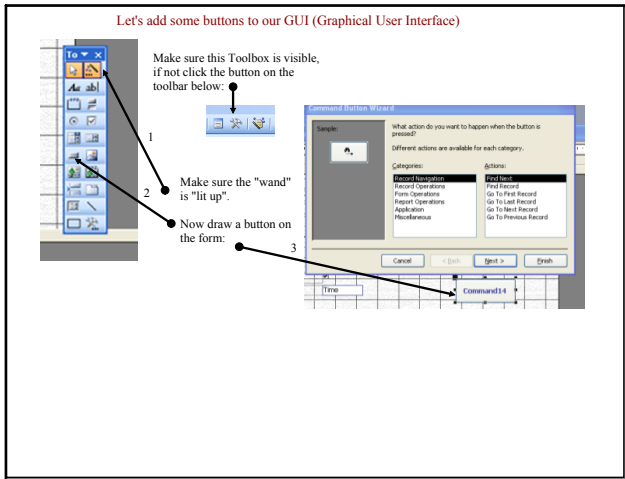 Let's add some buttons to our GUI (Graphical User Interface)
To
Aa ab
Make sure this Toolbox is visible,
if not click the button on the
toolbar below:
1
Make sure the "wand"
is "lit up".
2
Now draw a button on
the form:
3
Command Button Wizard
Sample:
What action do you want to happen when the button is
pressed?
Different actions are available for each category.
Categories:
Actions:
Record Navigation
Record Operations
Form Operations
Report Operations
Application
Miscellaneous
Find Next
Find Record
Go To First Record
Go To Last Record
Go To Next Record
Go To Previous Record
Cancel
< Back
Next >
Finish
Time
Command14